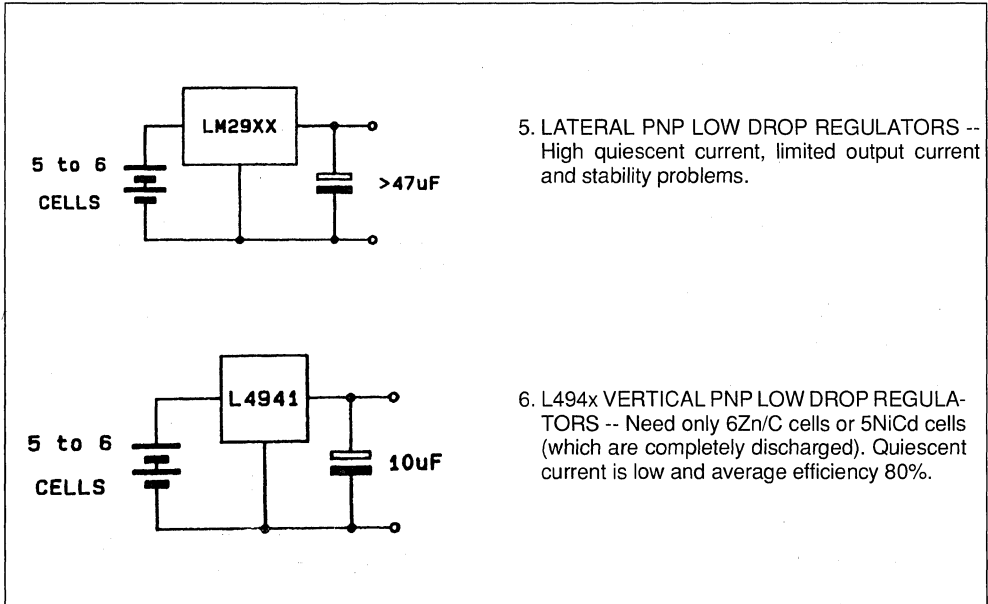 LM29XX
5 to 6
CELLS
>47uF
5. LATERAL PNP LOW DROP REGULATORS --
High quiescent current, limited output current
and stability problems.
L4941
5 to 6
CELLS
10uF
6. L494x VERTICAL PNP LOW DROP REGULA-
TORS -- Need only 6Zn/C cells or 5NiCd cells
(which are completely discharged). Quiescent
current is low and average efficiency 80%.